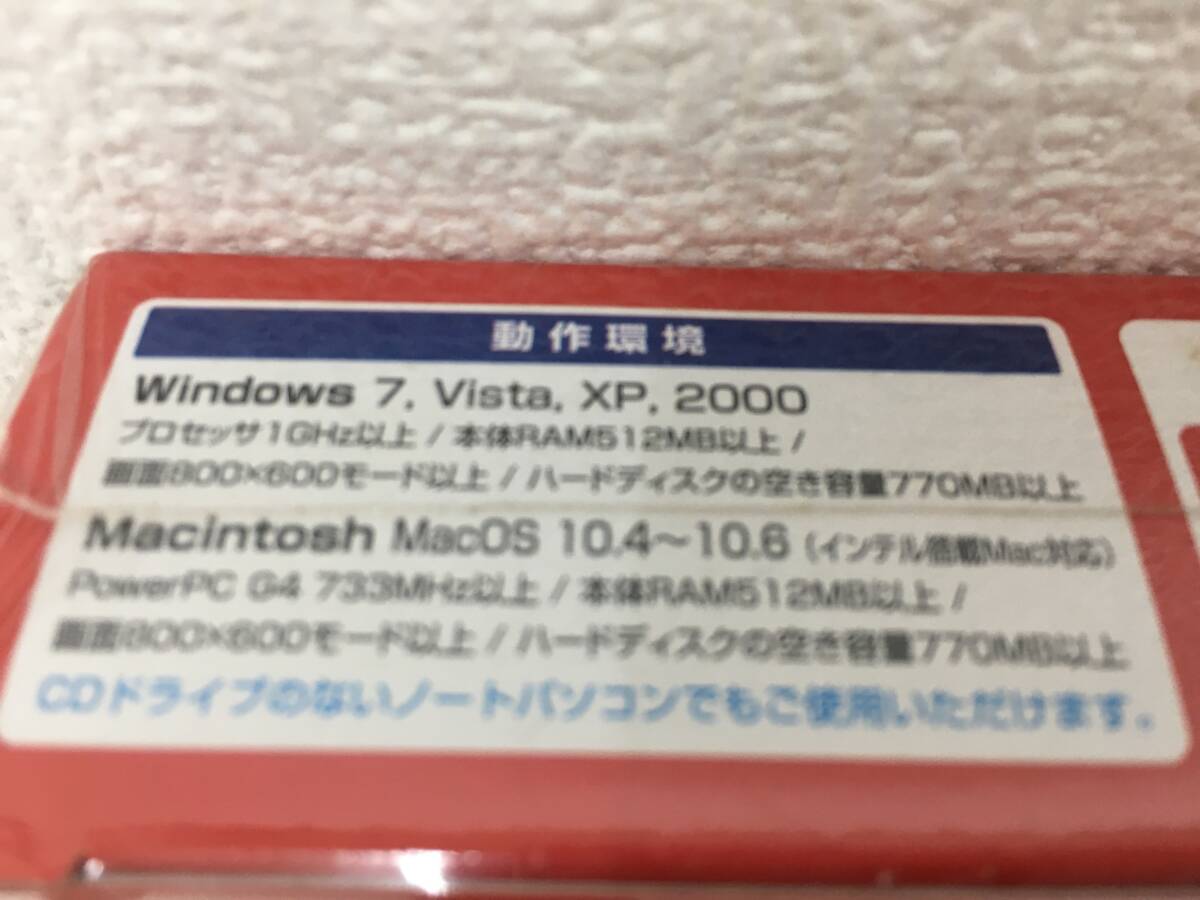 動作環境
Windows 7, Vista, XP, 2000
プロセッサ1GHz以上 / 本体RAM512MB以上 /
画面800×600モード以上 / ハードディスクの空き容量770MB以上
Macintosh MacOS 10.4～10.6 (インテル搭載Mac対応)
PowerPC G4 733MHz以上 / 本体RAM512MB以上 /
画面800×600モード以上 / ハードディスクの空き容量770MB以上
CDドライブのないノートパソコンでもご使用いただけます。